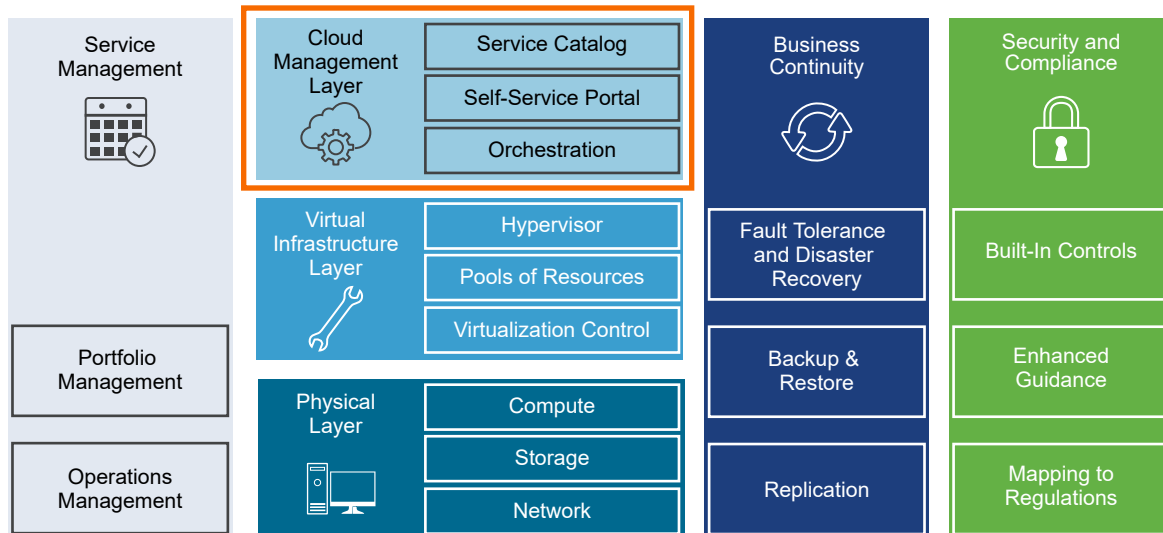 Service
Management
Portfolio
Management
Operations
Management
Cloud
Management
Layer
Service Catalog
Self-Service Portal
Orchestration
Virtual
Infrastructure
Layer
Hypervisor
Pools of Resources
Virtualization Control
Physical
Layer
Compute
Storage
Network
Business
Continuity
Fault Tolerance
and Disaster
Recovery
Backup &
Restore
Replication
Security and
Compliance
Built-In Controls
Enhanced
Guidance
Mapping to
Regulations